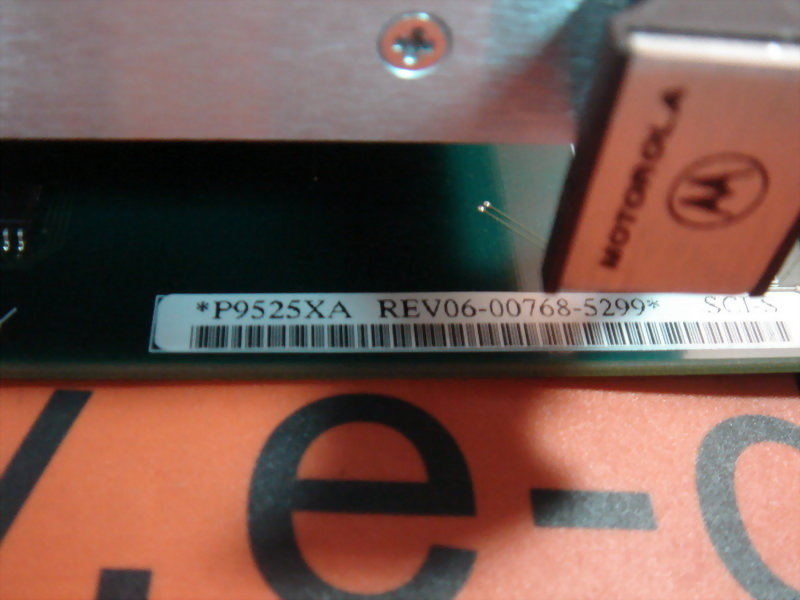 MOTOROLA
*P9525XA REV06-00768-5299* SCI-S
.e-